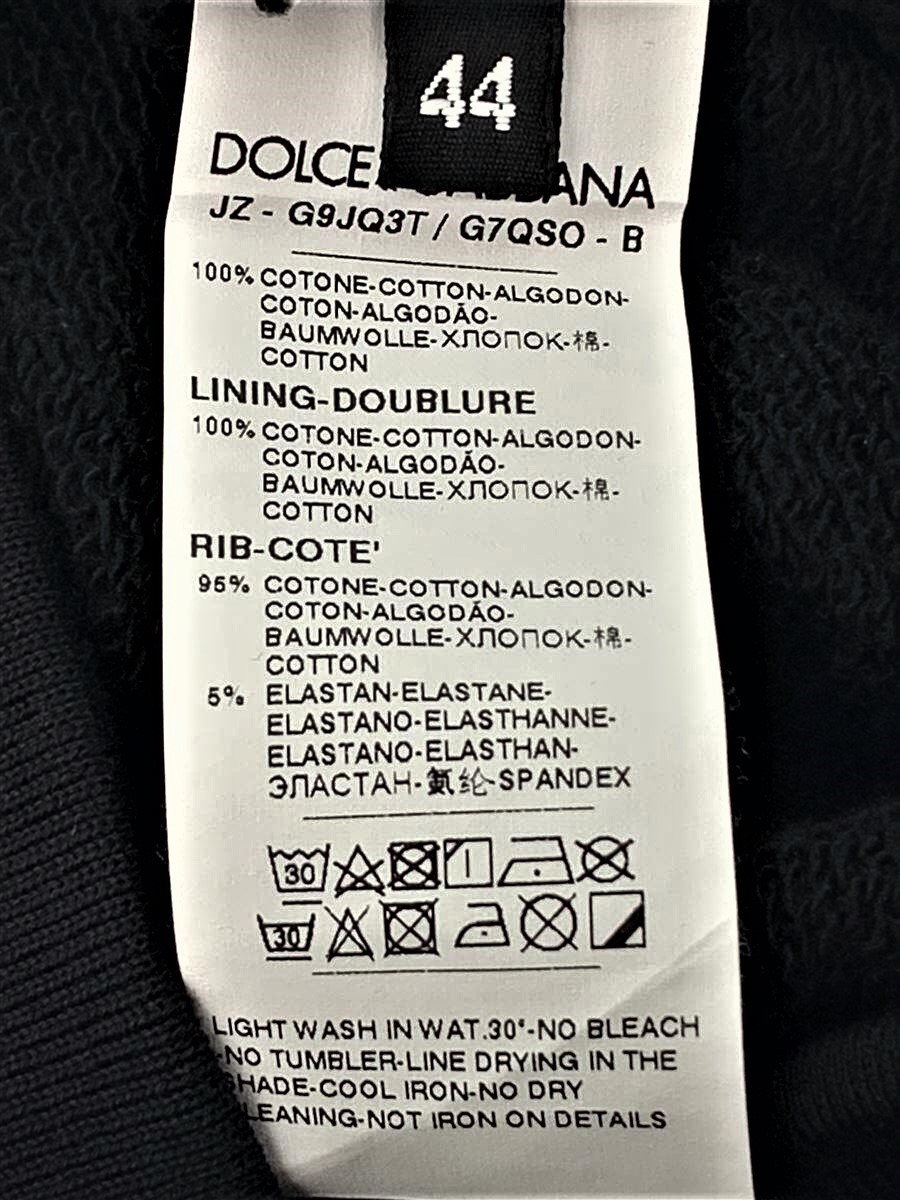 44
DOLCE
JZ - G9JQ3T / G7QSO - B
100% COTONE-COTTON-ALGODON-
COTON-ALGODÃO-
BAUMWOLLE-ХЛОПОК-棉-
COTTON
LINING-DOUBLURE
100% COTONE-COTTON-ALGODON-
COTON-ALGODÃO-
BAUMWOLLE-ХЛОПОК-棉-
COTTON
RIB-COTE'
95% COTONE-COTTON-ALGODON-
COTON-ALGODÃO-
BAUMWOLLE-ХЛОПОК-棉-
COTTON
5% ELASTAN-ELASTANE-
ELASTANO-ELASTHANNE-
ELASTANO-ELASTHAN-
ЭЛАСТАН-氨纶-SPANDEX
30
30
LIGHT WASH IN WAT.30°-NO BLEACH
-NO TUMBLER-LINE DRYING IN THE
SHADE-COOL IRON-NO DRY
LEANING-NOT IRON ON DETAILS